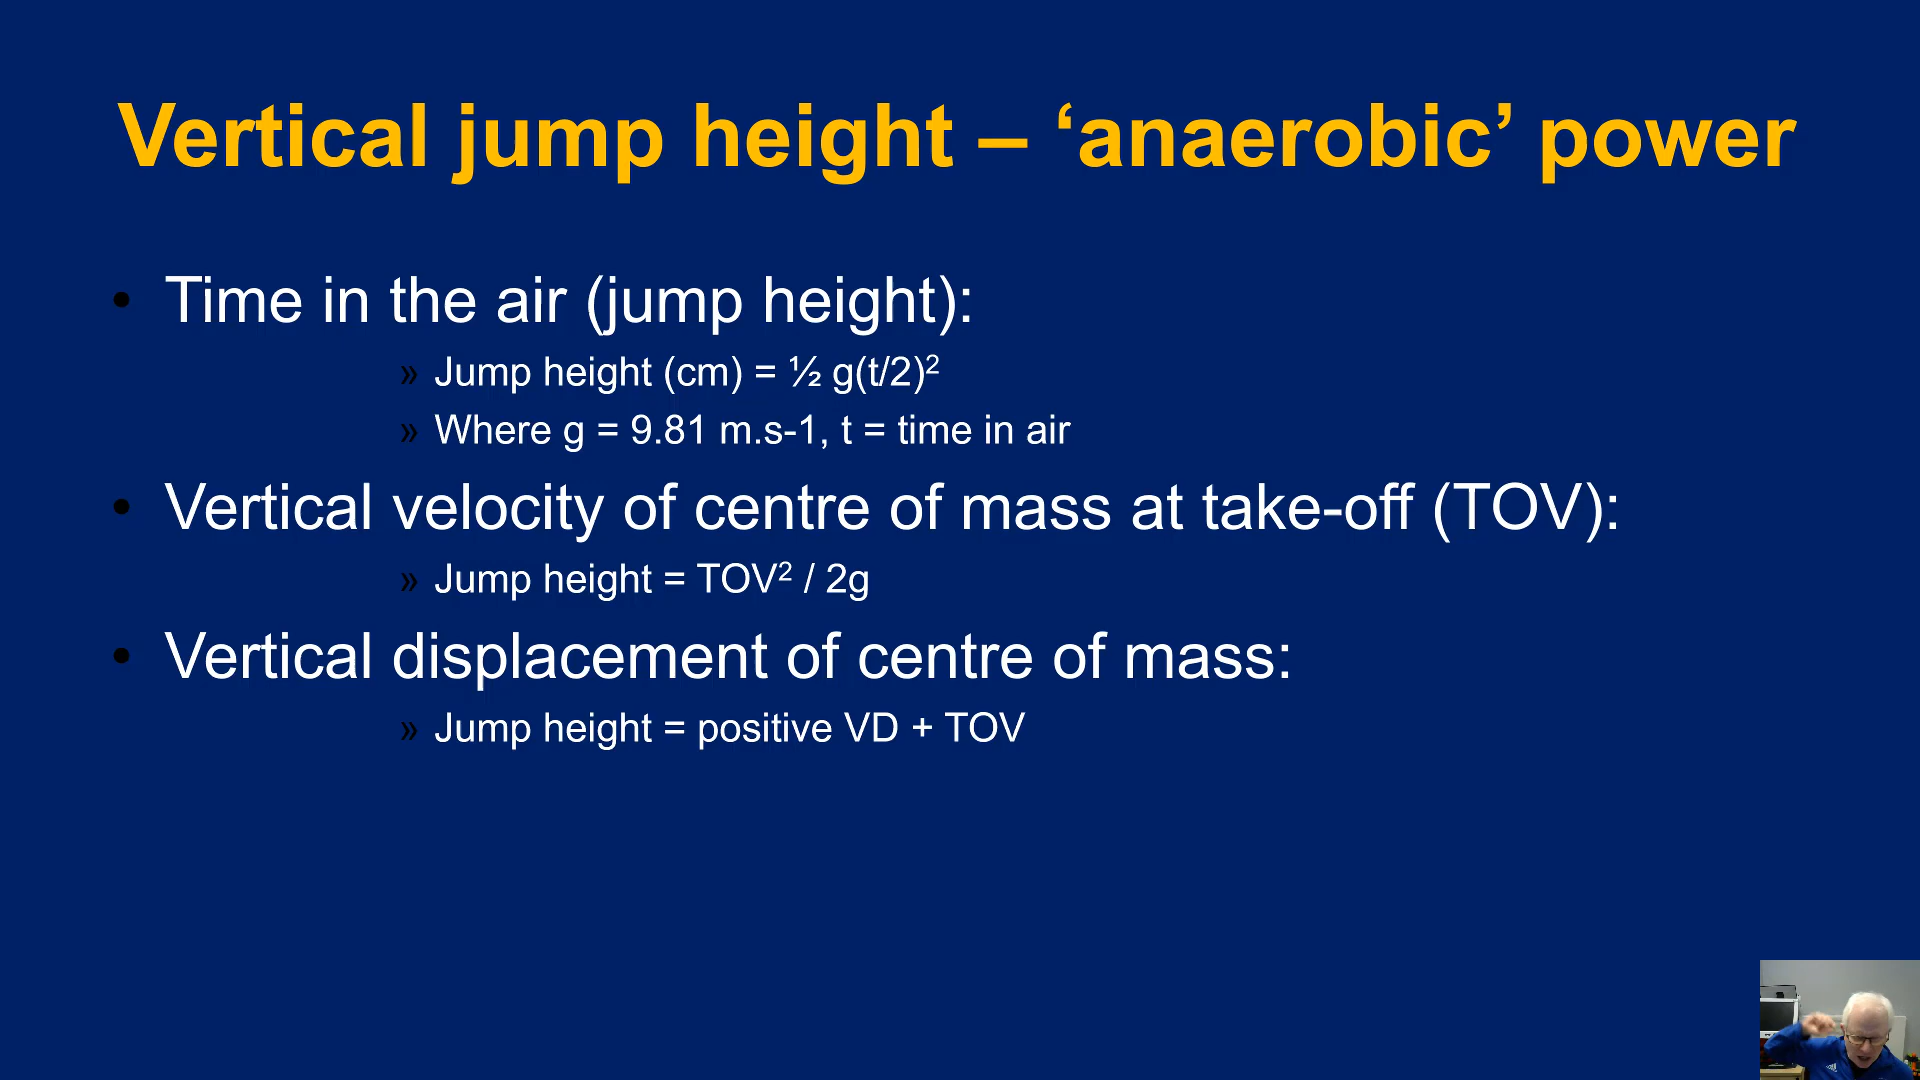 Vertical jump height – ‘anaerobic’ power
• Time in the air (jump height):
» Jump height (cm) = ½ g(t/2)²
» Where g = 9.81 m.s-1, t = time in air
• Vertical velocity of centre of mass at take-off (TOV):
» Jump height = TOV² / 2g
• Vertical displacement of centre of mass:
» Jump height = positive VD + TOV